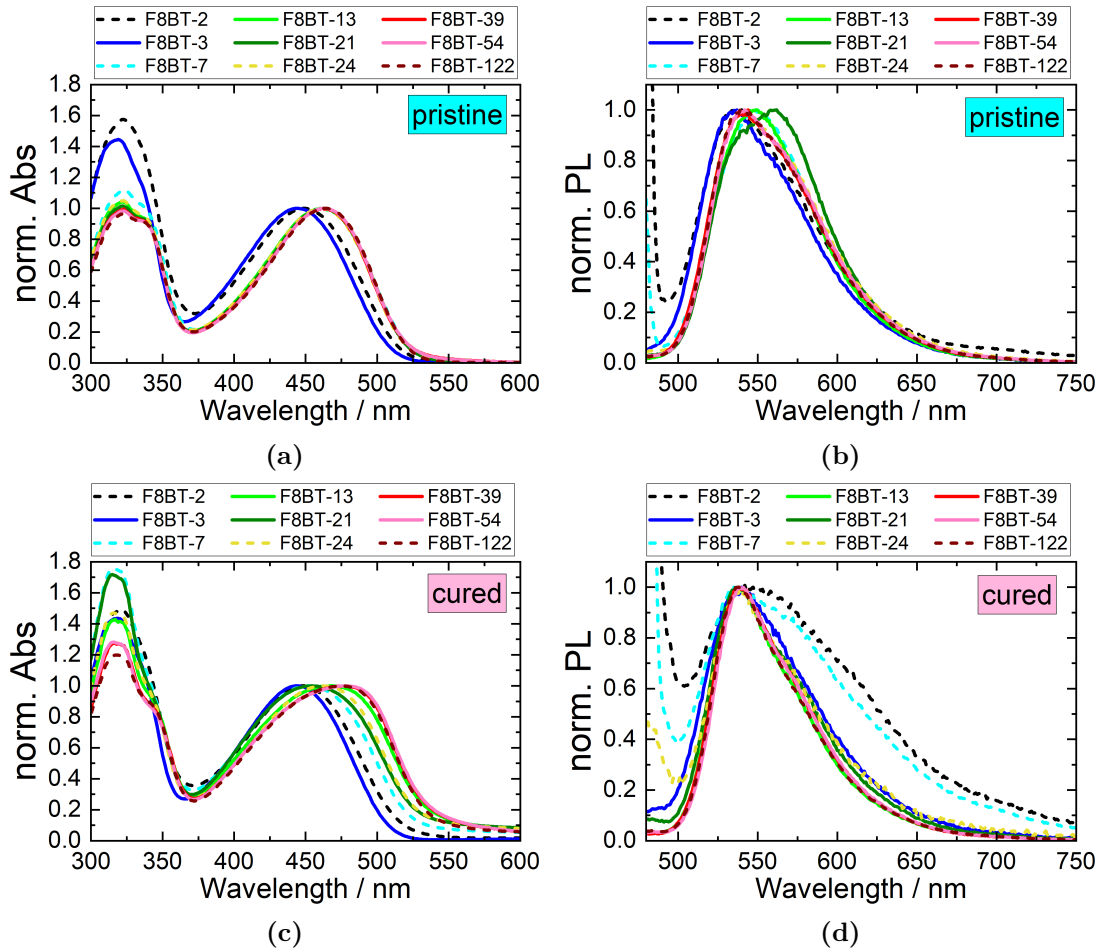 F8BT-2 F8BT-13 F8BT-39
F8BT-3 F8BT-21 F8BT-54
F8BT-7 F8BT-24 F8BT-122
1.8
1.6
1.4
1.2
1.0
0.8
0.6
0.4
0.2
0.0
norm. Abs
pristine
300 350 400 450 500 550 600
Wavelength / nm
(a)
F8BT-2 F8BT-13 F8BT-39
F8BT-3 F8BT-21 F8BT-54
F8BT-7 F8BT-24 F8BT-122
1.0
0.8
0.6
0.4
0.2
0.0
norm. PL
pristine
500 550 600 650 700 750
Wavelength / nm
(b)
F8BT-2 F8BT-13 F8BT-39
F8BT-3 F8BT-21 F8BT-54
F8BT-7 F8BT-24 F8BT-122
1.8
1.6
1.4
1.2
1.0
0.8
0.6
0.4
0.2
0.0
norm. Abs
cured
300 350 400 450 500 550 600
Wavelength / nm
(c)
F8BT-2 F8BT-13 F8BT-39
F8BT-3 F8BT-21 F8BT-54
F8BT-7 F8BT-24 F8BT-122
1.0
0.8
0.6
0.4
0.2
0.0
norm. PL
cured
500 550 600 650 700 750
Wavelength / nm
(d)